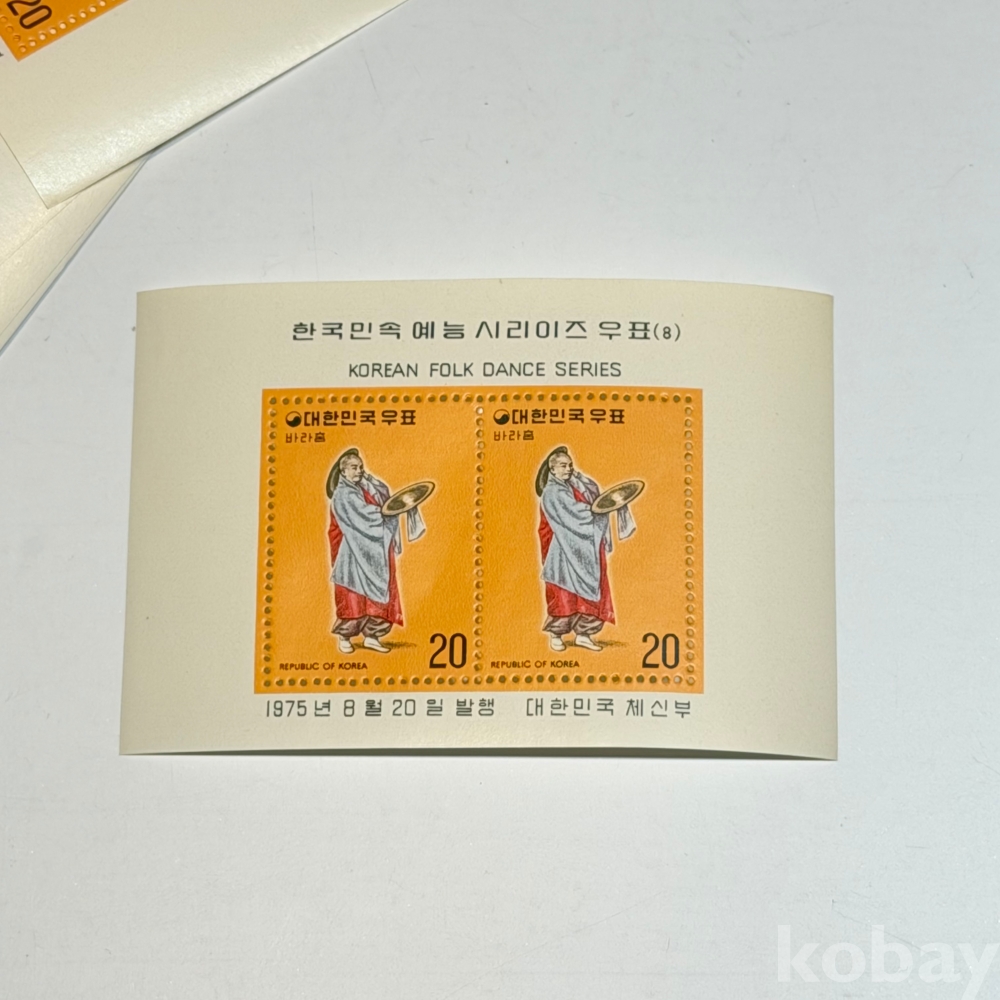 20
한국민속 예능 시리이즈 우표(8)
KOREAN FOLK DANCE SERIES
대한민국우표 대한민국우표
바라춤 바라춤
20 20
REPUBLIC OF KOREA REPUBLIC OF KOREA
1975년 8월 20일 발행 대한민국 체신부
kobay